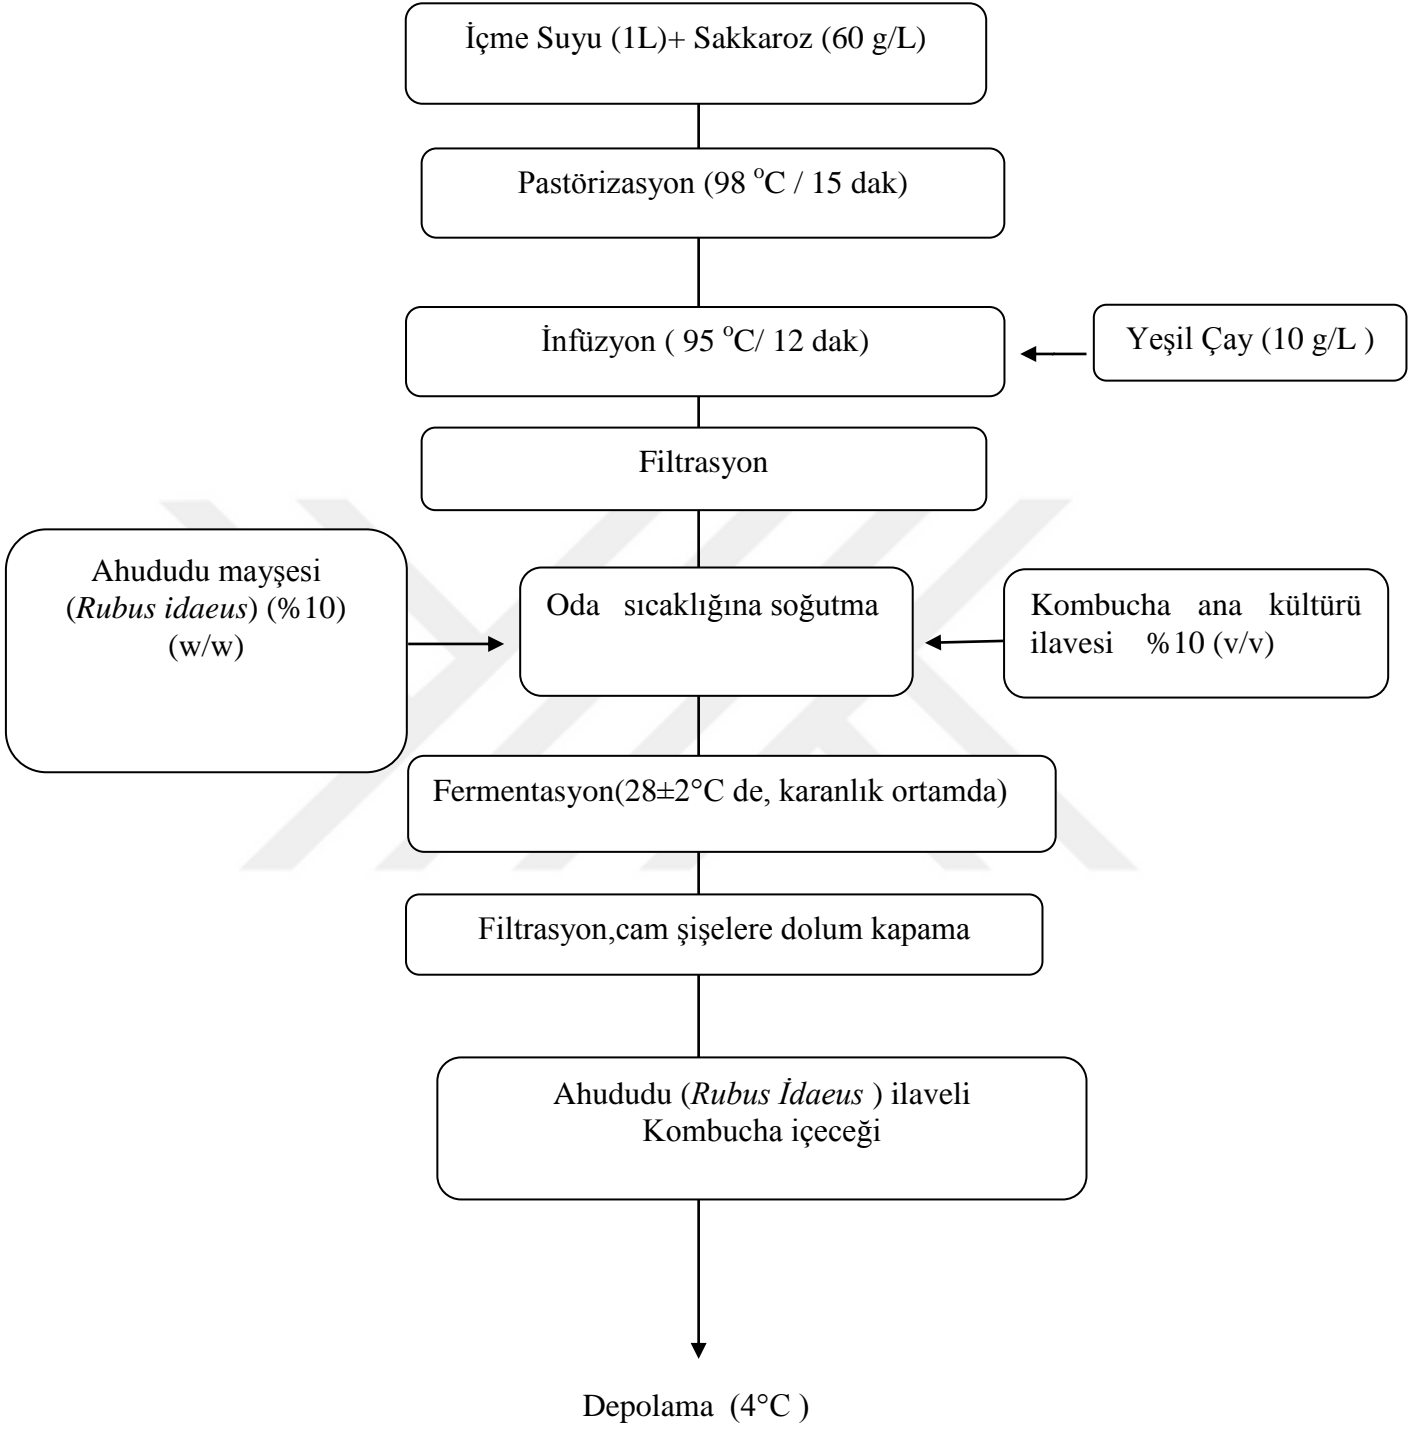 İçme Suyu (1L)+ Sakkaroz (60 g/L)
Pastörizasyon (98 °C / 15 dak)
İnfüzyon ( 95 °C/ 12 dak)
Yeşil Çay (10 g/L )
Filtrasyon
Ahududu mayşesi
(Rubus idaeus) (%10)
(w/w)
Oda sıcaklığına soğutma
Kombucha ana kültürü
ilavesi %10 (v/v)
Fermentasyon(28±2°C de, karanlık ortamda)
Filtrasyon,cam şişelere dolum kapama
Ahududu (Rubus İdaeus ) ilaveli
Kombucha içeceği
Depolama (4°C )